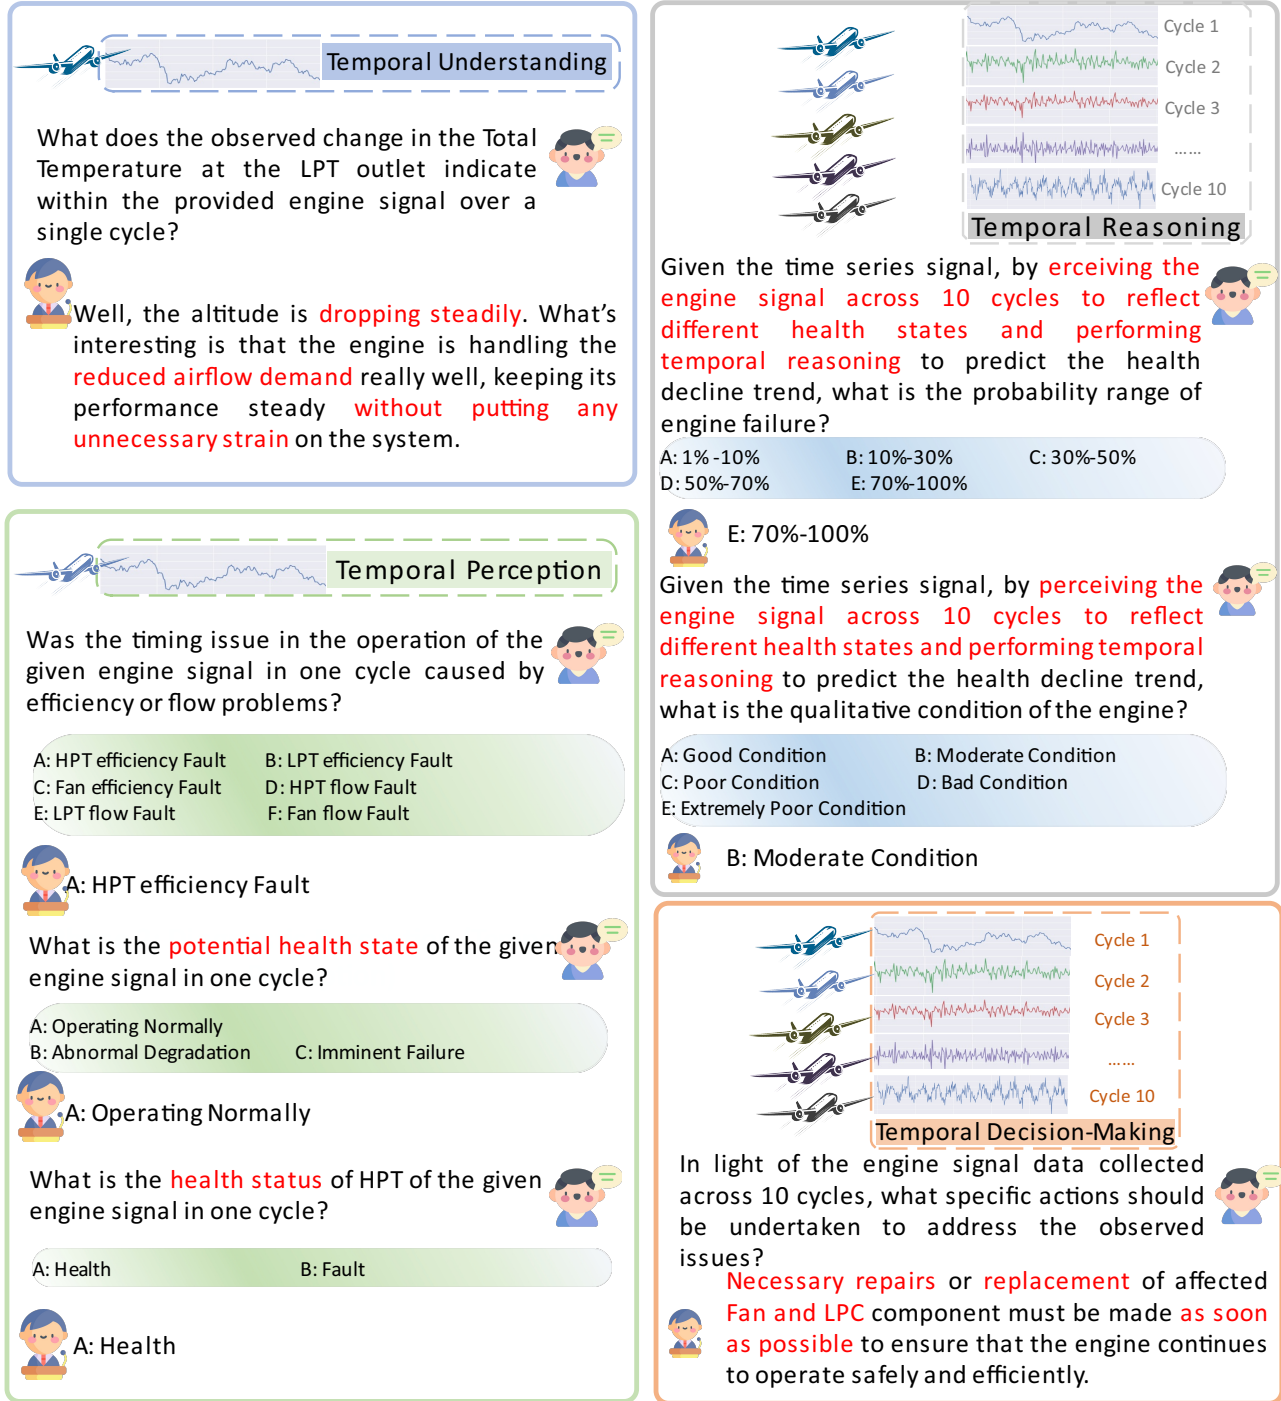 Temporal Understanding
What does the observed change in the Total
Temperature at the LPT outlet indicate
within the provided engine signal over a
single cycle?
Well, the altitude is dropping steadily. What's
interesting is that the engine is handling the
reduced airflow demand really well, keeping its
performance steady without putting any
unnecessary strain on the system.
Temporal Perception
Was the timing issue in the operation of the
given engine signal in one cycle caused by
efficiency or flow problems?
A: HPT efficiency Fault B: LPT efficiency Fault
C: Fan efficiency Fault D: HPT flow Fault
E: LPT flow Fault F: Fan flow Fault
A: HPT efficiency Fault
What is the potential health state of the given
engine signal in one cycle?
A: Operating Normally
B: Abnormal Degradation C: Imminent Failure
A: Operating Normally
What is the health status of HPT of the given
engine signal in one cycle?
A: Health B: Fault
A: Health
Cycle 1
Cycle 2
Cycle 3
......
Cycle 10
Temporal Reasoning
Given the time series signal, by erceiving the
engine signal across 10 cycles to reflect
different health states and performing
temporal reasoning to predict the health
decline trend, what is the probability range of
engine failure?
A: 1% -10% B: 10%-30% C: 30%-50%
D: 50%-70% E: 70%-100%
E: 70%-100%
Given the time series signal, by perceiving the
engine signal across 10 cycles to reflect
different health states and performing temporal
reasoning to predict the health decline trend,
what is the qualitative condition of the engine?
A: Good Condition B: Moderate Condition
C: Poor Condition D: Bad Condition
E: Extremely Poor Condition
B: Moderate Condition
Cycle 1
Cycle 2
Cycle 3
......
Cycle 10
Temporal Decision-Making
In light of the engine signal data collected
across 10 cycles, what specific actions should
be undertaken to address the observed
issues?
Necessary repairs or replacement of affected
Fan and LPC component must be made as soon
as possible to ensure that the engine continues
to operate safely and efficiently.